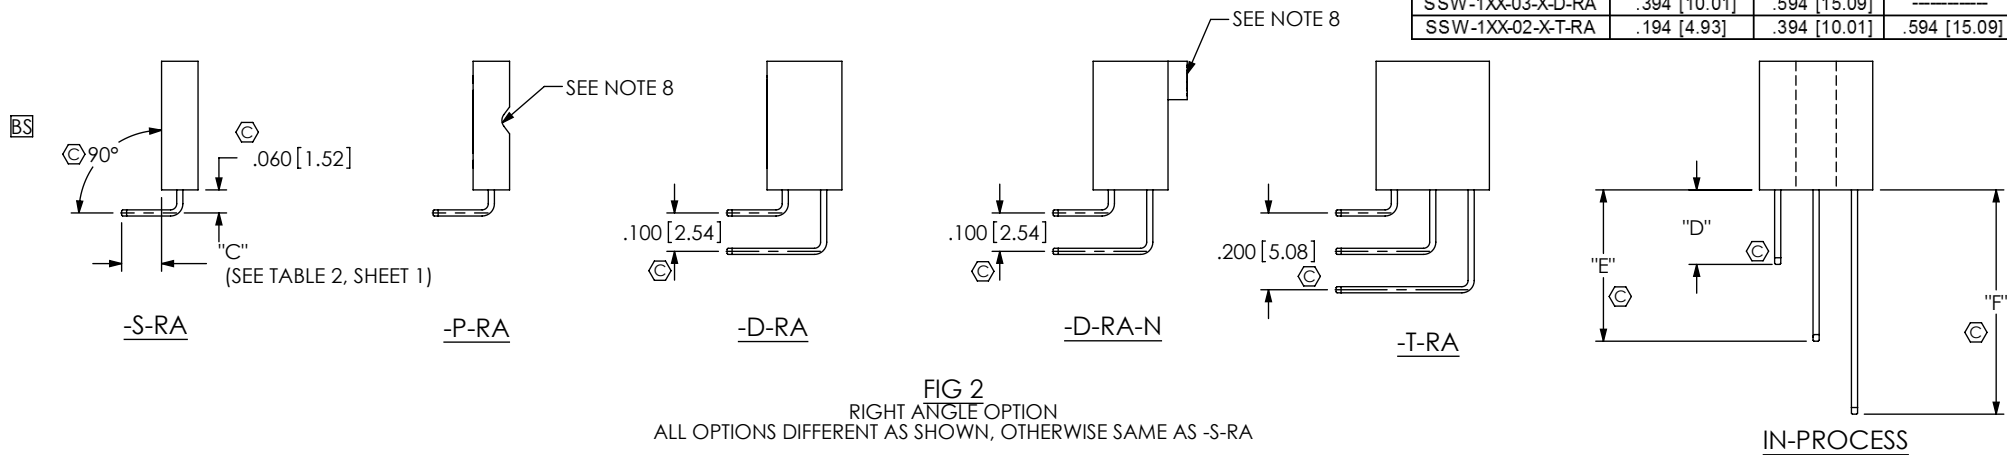 SSW-1XX-03-X-D-RA .394 [10.01] .594 [15.09] ----------
SSW-1XX-02-X-T-RA .194 [4.93] .394 [10.01] .594 [15.09]
SEE NOTE 8
SEE NOTE 8
BS
C
C 90°
.060 [1.52]
"C"
(SEE TABLE 2, SHEET 1)
-S-RA
-P-RA
.100 [2.54]
C
-D-RA
.100 [2.54]
C
-D-RA-N
.200 [5.08]
C
-T-RA
"D"
C
"E"
C
"F"
C
IN-PROCESS
FIG 2
RIGHT ANGLE OPTION
ALL OPTIONS DIFFERENT AS SHOWN, OTHERWISE SAME AS -S-RA